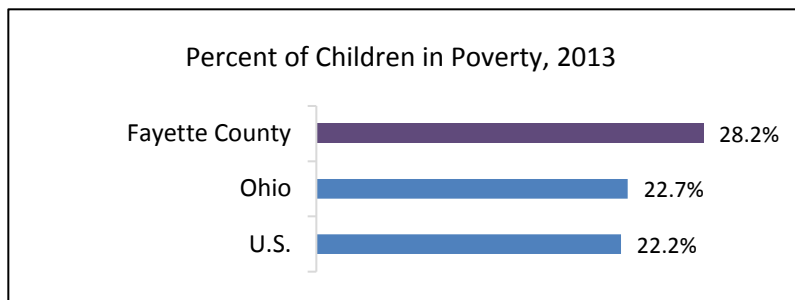 Percent of Children in Poverty, 2013
Fayette County 28.2%
Ohio 22.7%
U.S. 22.2%